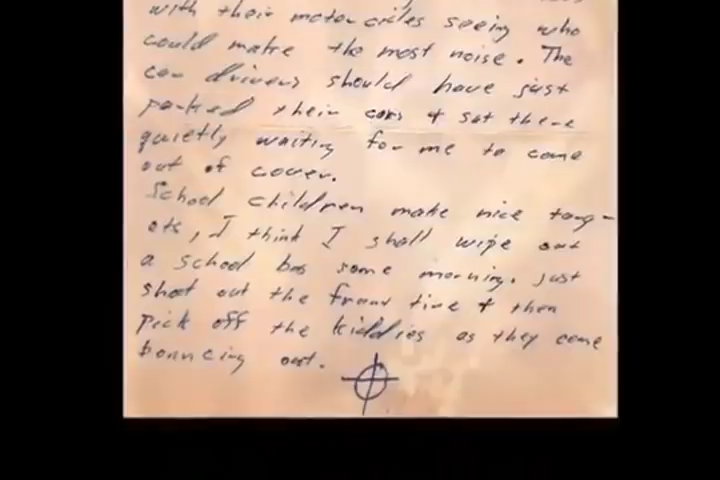 with their motorcicles seeing who
could make the most noise. The
car drivers should have just
parked their cars & sat there
quietly waiting for me to come
out of cover.
School children make nice targ-
ets, I think I shall wipe out
a school bus some morning. Just
shoot out the front tire & then
pick off the kiddies as they come
bouncing out.